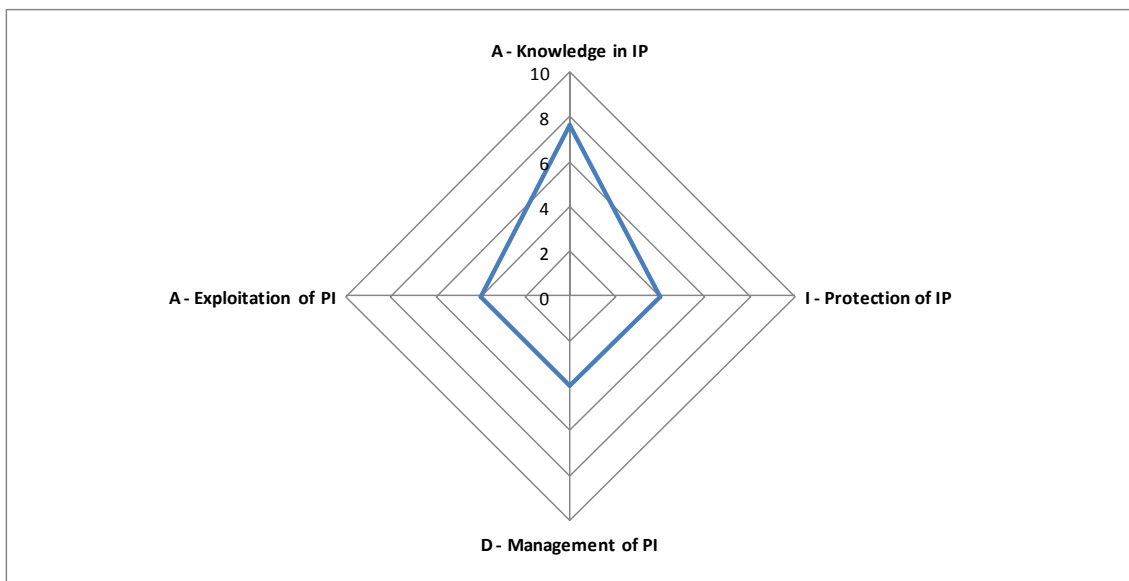 A - Knowledge in IP
10
8
6
4
2
0
A - Exploitation of PI
I - Protection of IP
D - Management of PI